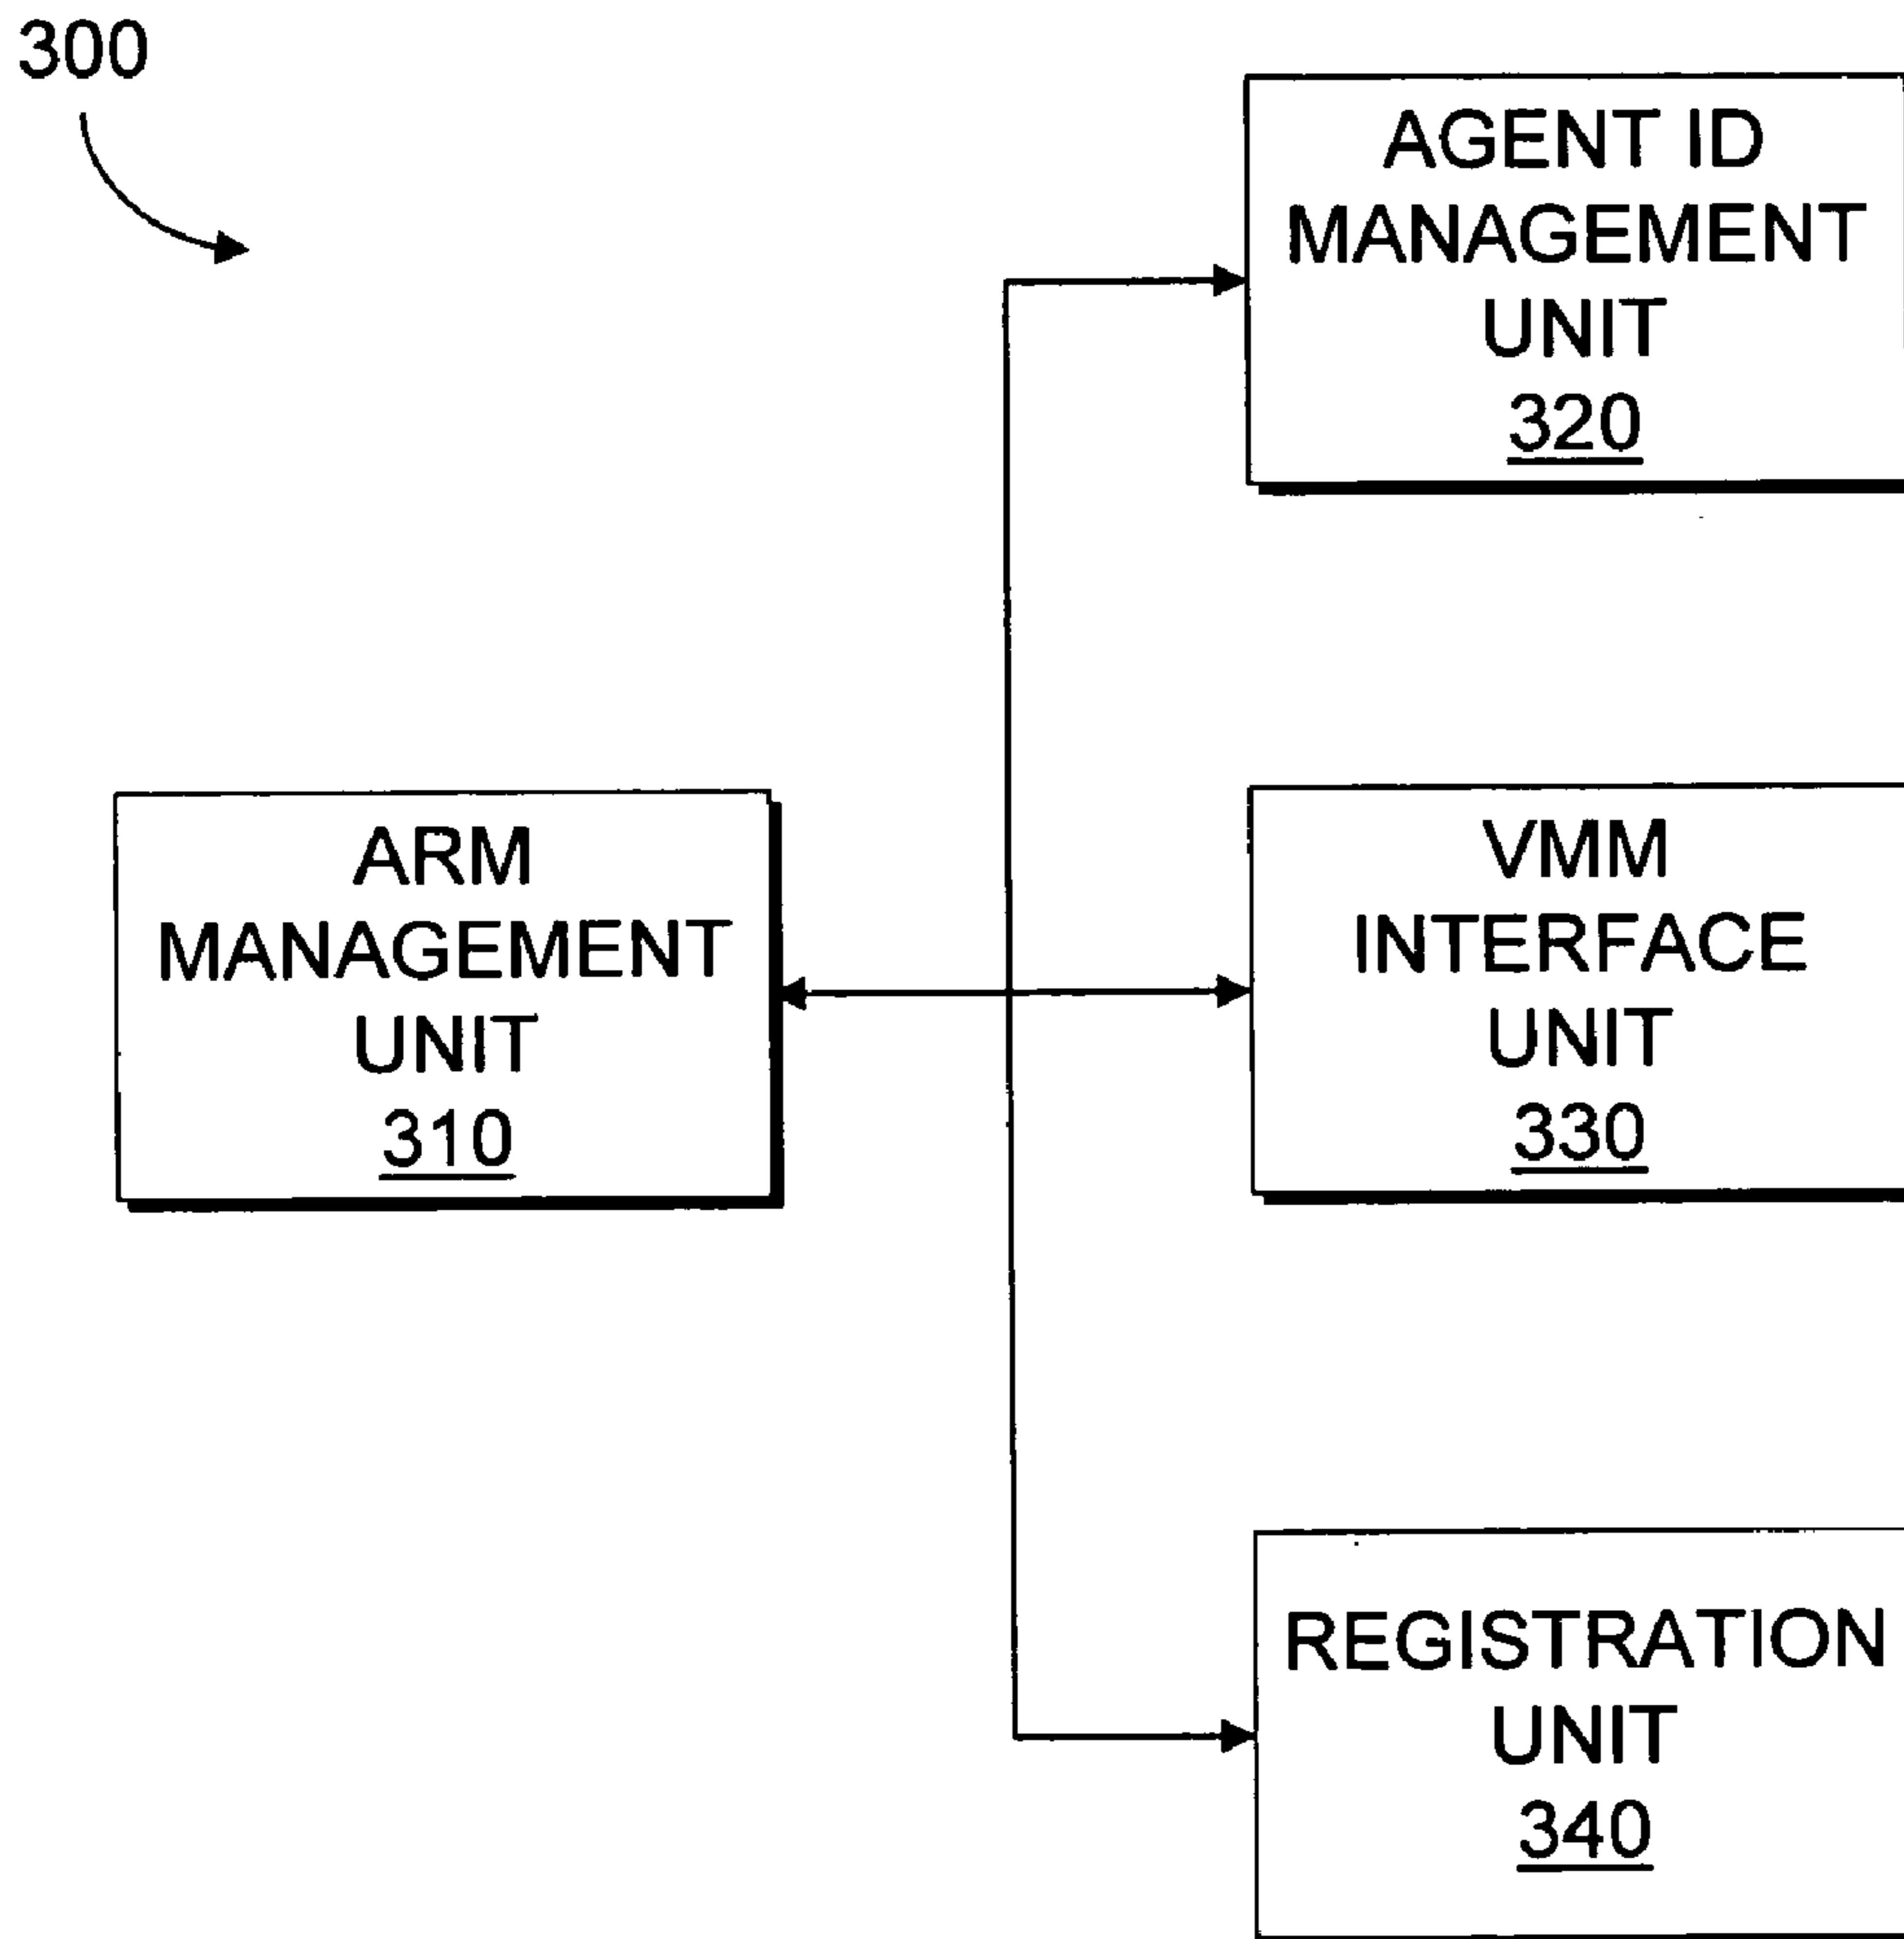 300
AGENT ID
MANAGEMENT
UNIT
320
ARM
MANAGEMENT
UNIT
310
VMM
INTERFACE
UNIT
330
REGISTRATION
UNIT
340